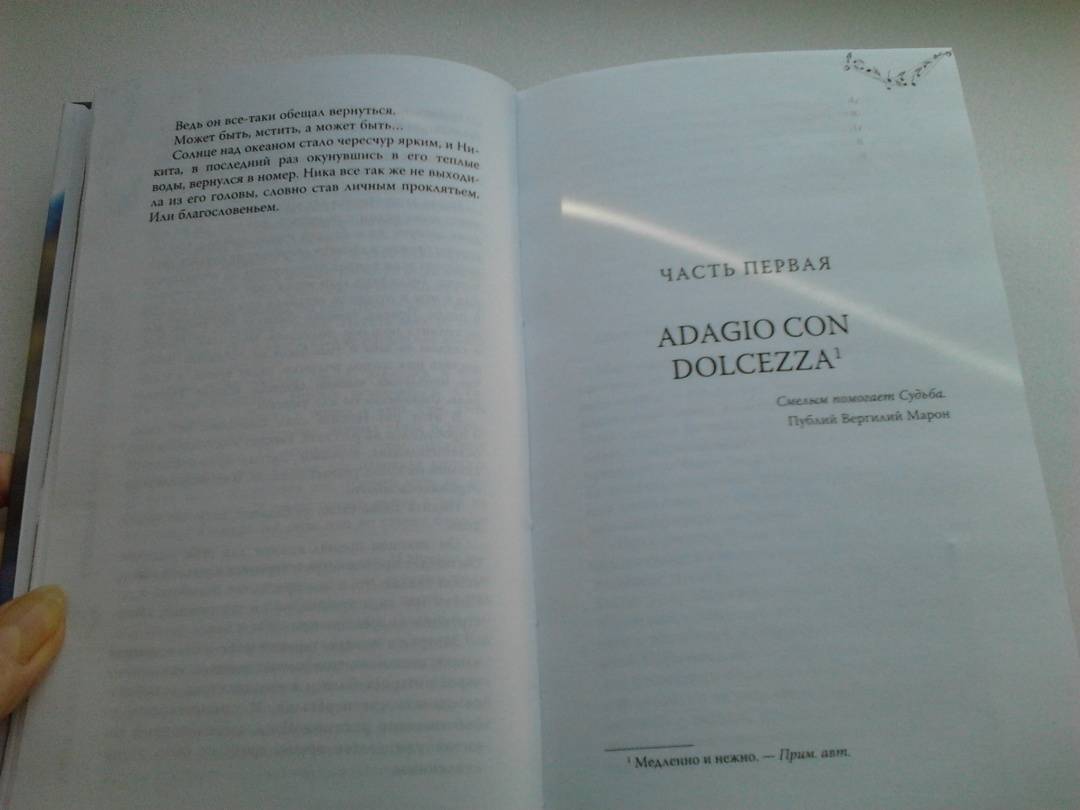 Ведь он все-таки обещал вернуться.
Может быть, мстить, а может быть...
Солнце над океаном стало чересчур ярким, и Ни-
кита, в последний раз окунувшись в его теплые
воды, вернулся в номер. Ника все так же не выходи-
ла из его головы, словно став личным проклятьем.
Или благословеньем.
ЧАСТЬ ПЕРВАЯ
ADAGIO CON
DOLCEZZA¹
Смелым помогает Судьба.
Публий Вергилий Марон
¹ Медленно и нежно. — Прим. авт.